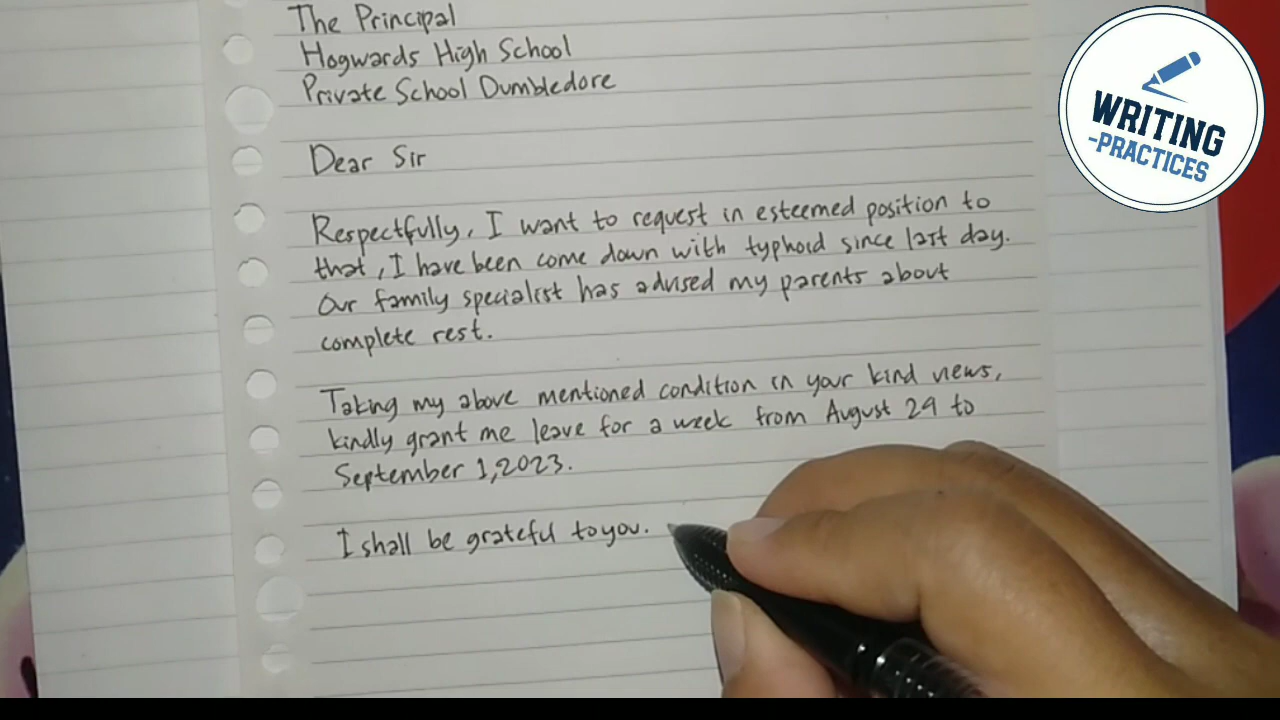 The Principal
Hogwards High School
Private School Dumbledore
Dear Sir
Respectfully, I want to request in esteemed position to
that, I have been come down with typhoid since last day.
Our family specialist has advised my parents about
complete rest.
Taking my above mentioned condition in your kind news,
kindly grant me leave for a week from August 29 to
September 1, 2023.
I shall be grateful to you.
WRITING
-PRACTICES